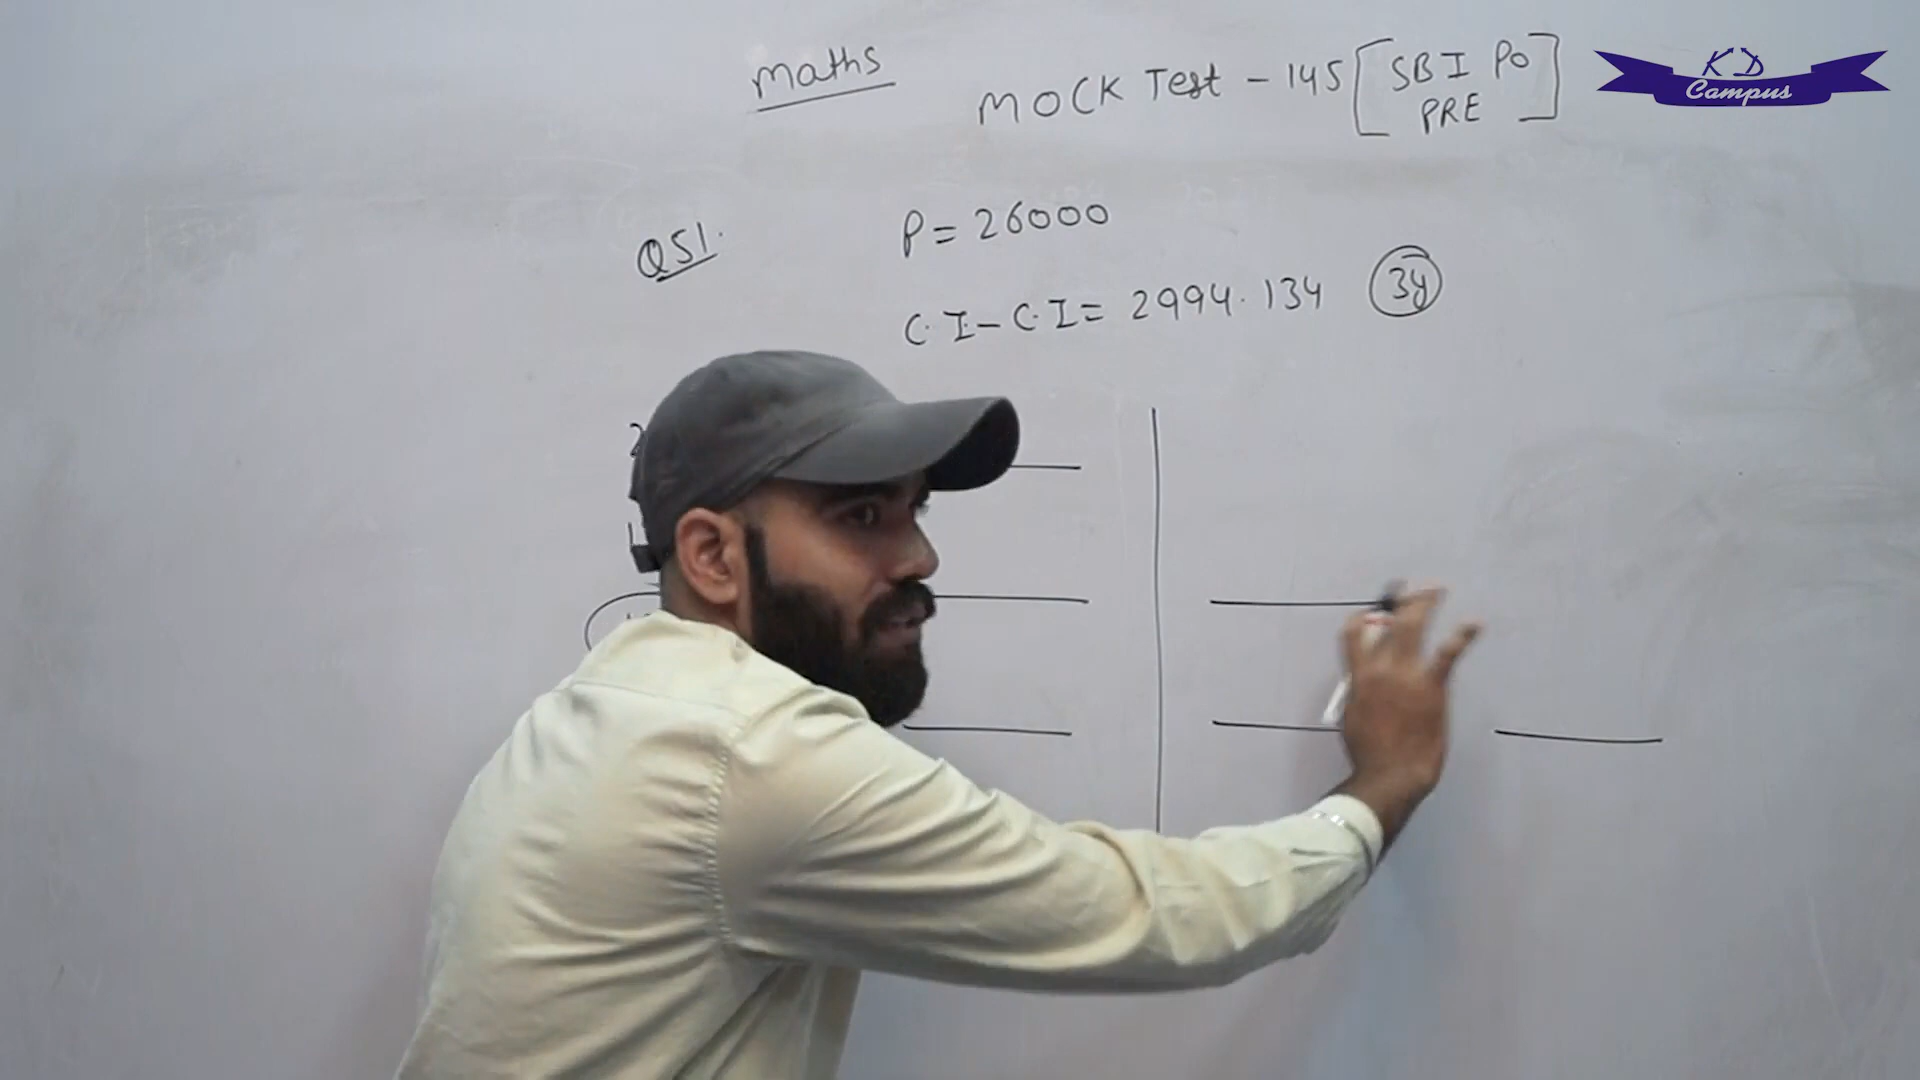 Maths
MOCK Test - 145 [SBI PO
PRE]
KD
Campus
Q51.
P = 26000
C.I - C.I = 2994.134 3y